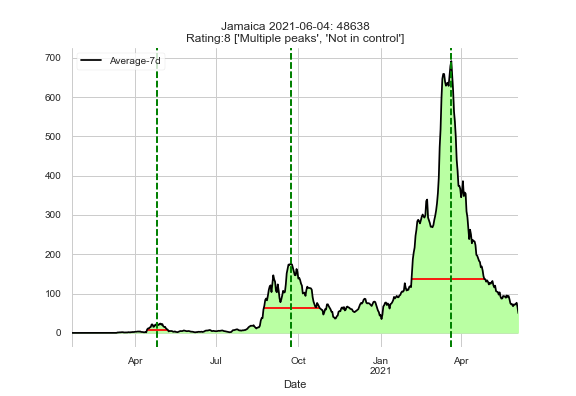 Jamaica 2021-06-04: 48638
Rating:8 ['Multiple peaks', 'Not in control']
Average-7d
700
600
500
400
300
200
100
0
Apr Jul Oct Jan Apr
2021
Date